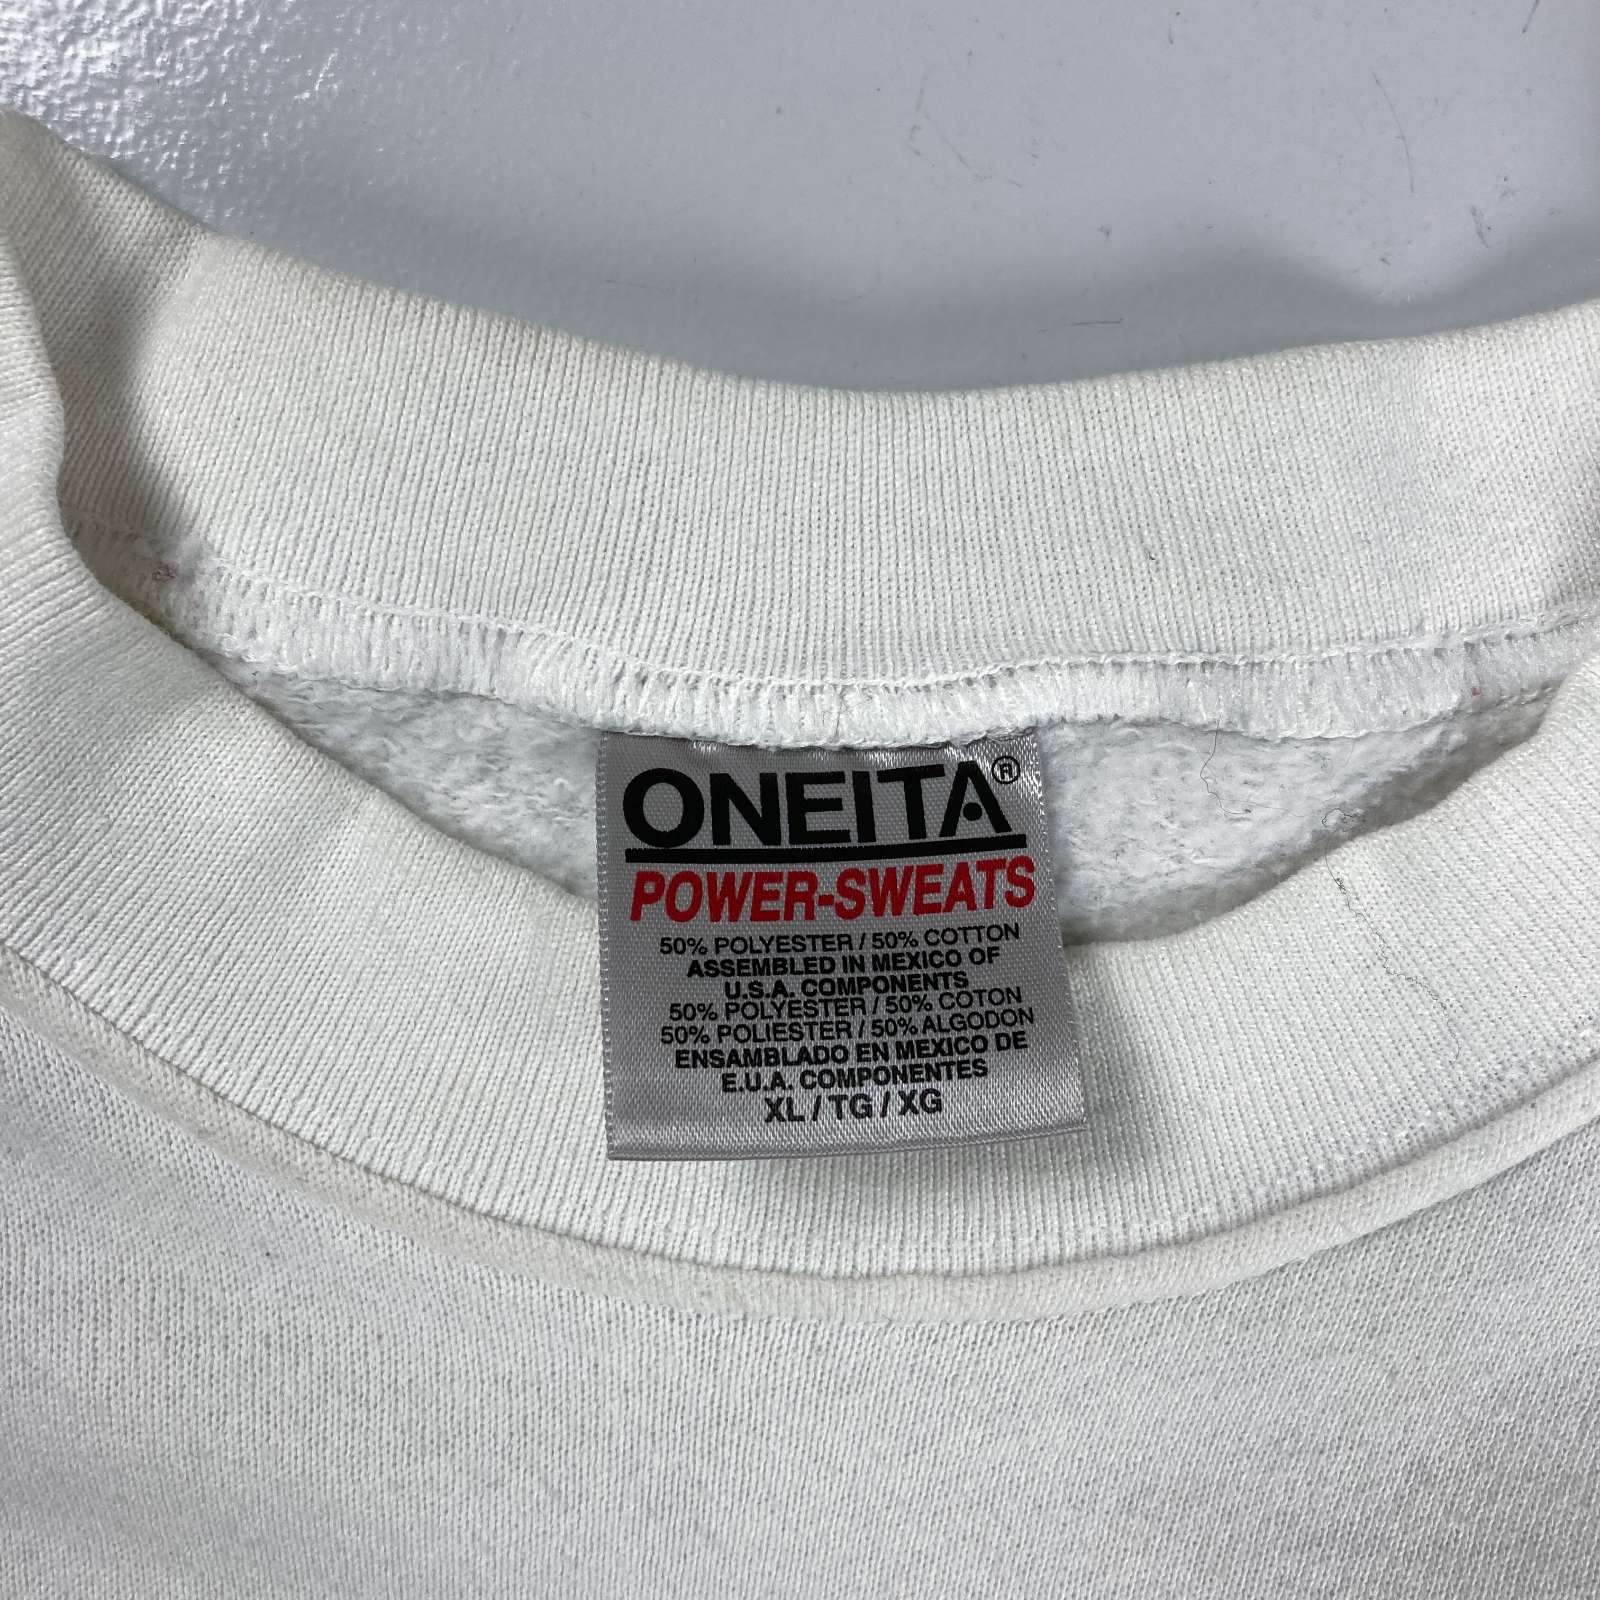 ONEITA®
POWER-SWEATS
50% POLYESTER / 50% COTTON
ASSEMBLED IN MEXICO OF
U.S.A. COMPONENTS
50% POLYESTER / 50% COTON
50% POLIESTER / 50% ALGODON
ENSAMBLADO EN MEXICO DE
E.U.A. COMPONENTES
XL / TG / XG